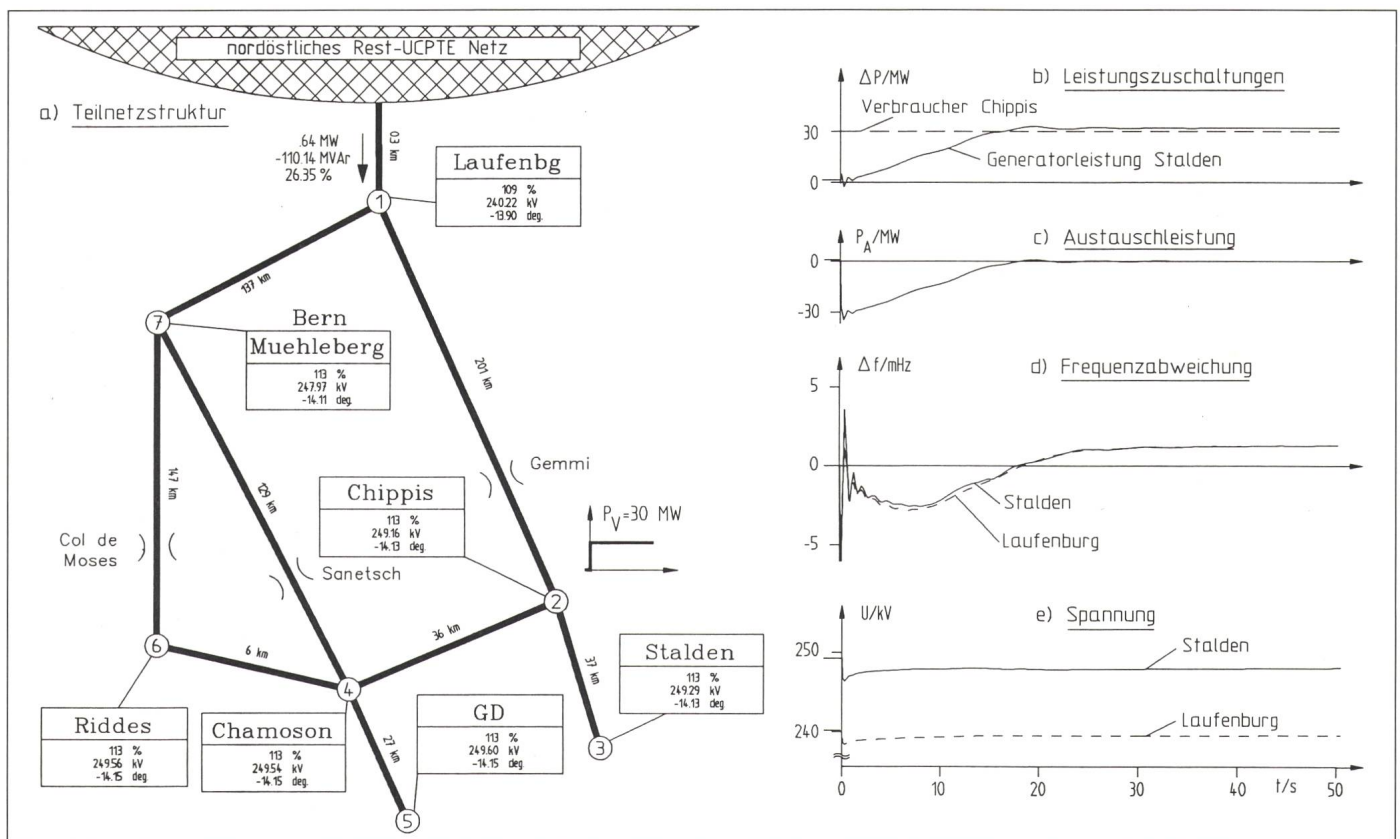 nordöstliches Rest-UCPTE Netz
a) Teilnetzstruktur
.64 MW
-110.14 MVAr
26.35 %
0.3 km
Laufenbg
109 %
240.22 kV
-13.90 deg.
1
137 km
201 km
7
Bern
Muehleberg
113 %
247.97 kV
-14.11 deg.
147 km
129 km
Gemmi
Chippis
113 %
249.16 kV
-14.13 deg.
P_V=30 MW
Col de
Moses
Sanetsch
2
6
6 km
36 km
37 km
4
Stalden
113 %
249.29 kV
-14.13 deg.
3
Riddes
113 %
249.56 kV
-14.15 deg.
Chamoson
113 %
249.54 kV
-14.15 deg.
27 km
GD
113 %
249.60 kV
-14.15 deg.
5
ΔP/MW
b) Leistungszuschaltungen
Verbraucher Chippis
30
Generatorleistung Stalden
0
P_A/MW
c) Austauschleistung
0
-30
Δf/mHz
d) Frequenzabweichung
5
0
Stalden
Laufenburg
-5
U/kV
e) Spannung
250
Stalden
Laufenburg
240
0 10 20 30 40 t/s 50